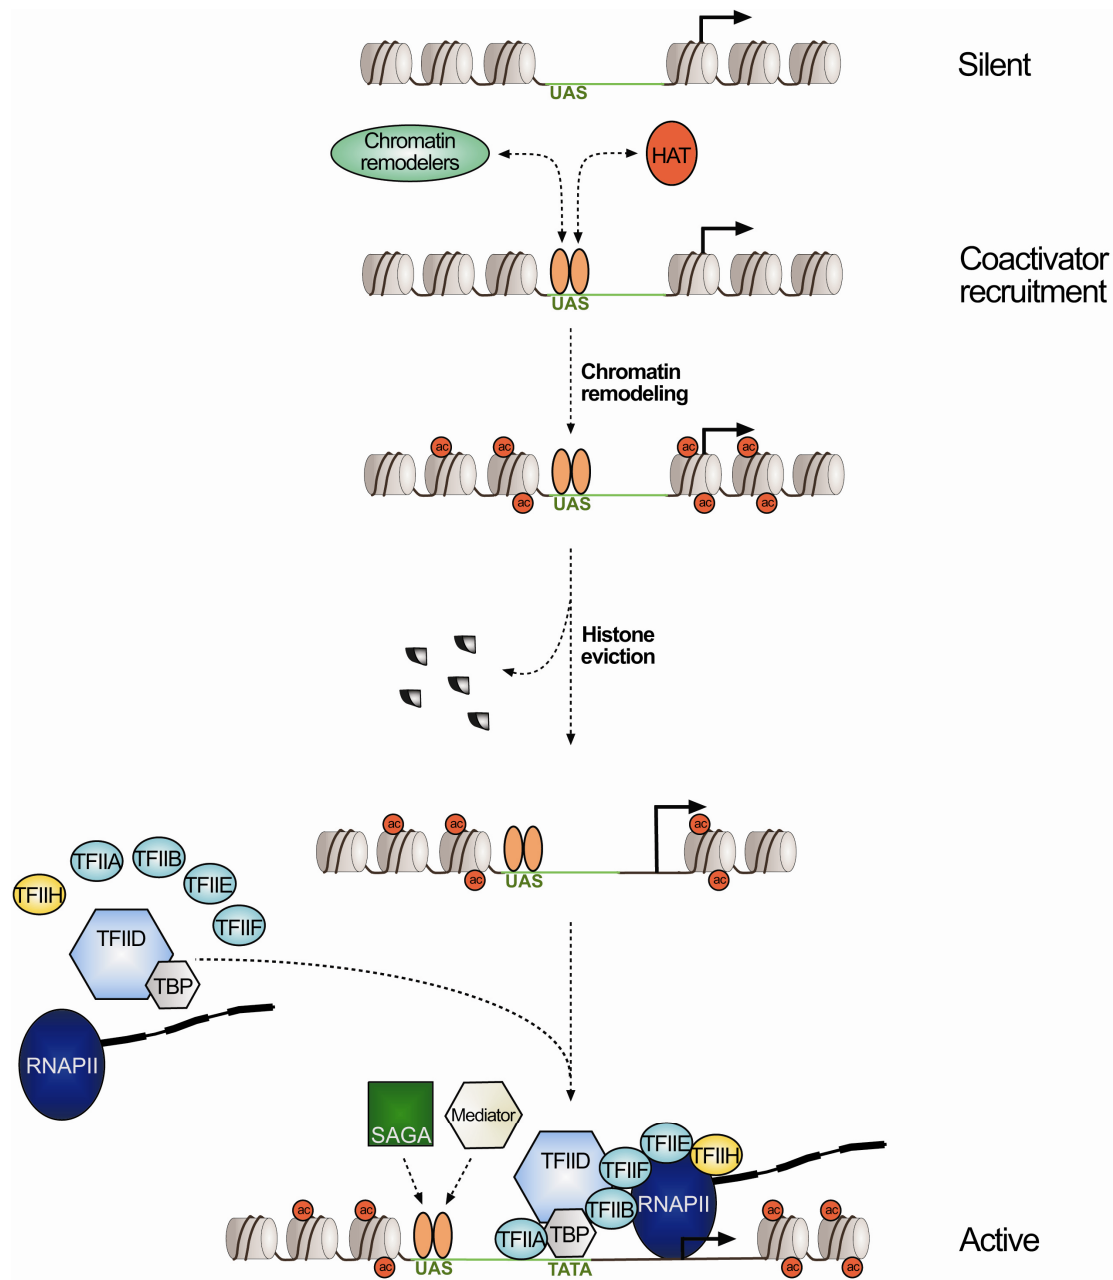 Silent
UAS
Chromatin
remodelers
HAT
Coactivator
recruitment
UAS
Chromatin
remodeling
ac
ac
ac
ac
ac
ac
ac
UAS
Histone
eviction
ac
ac
ac
ac
ac
UAS
TFIIH
TFIIA
TFIIB
TFIIE
TFIIF
TFIID
TBP
RNAPII
SAGA
Mediator
TFIID
TFIIF
TFIIE
TFIIH
TFIIB
RNAPII
TFIIA
TBP
ac
ac
ac
ac
ac
ac
ac
UAS
TATA
Active